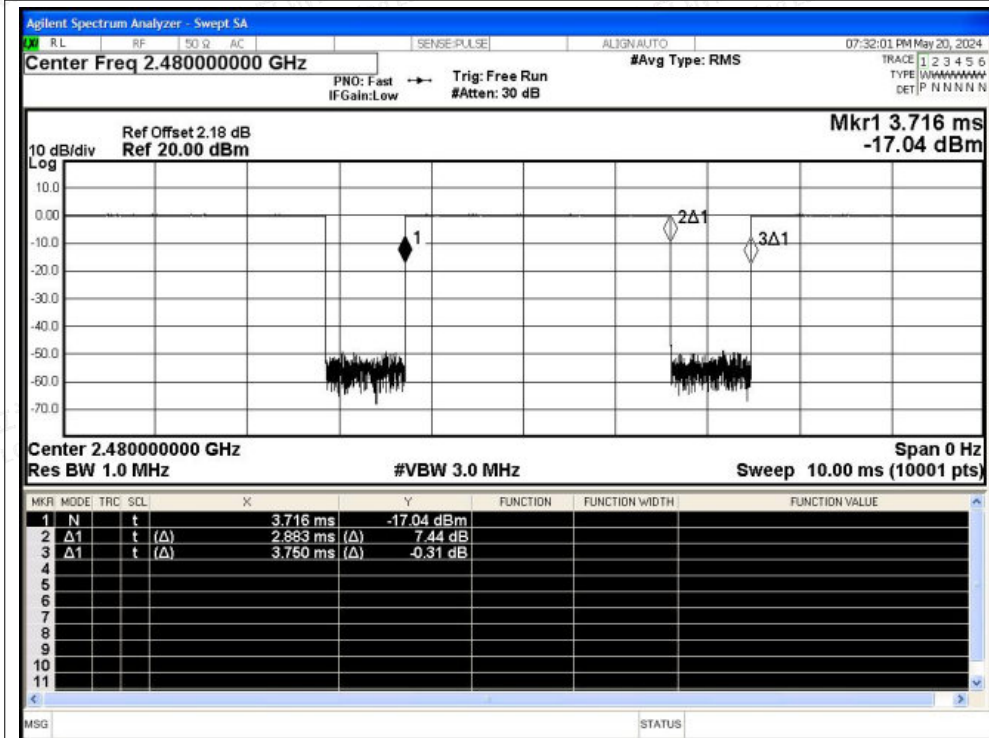 Agilent Spectrum Analyzer - Swept SA
LXI RL RF 50 Ω AC SENSE:PULSE ALIGNAUTO 07:32:01 PM May 20, 2024
Center Freq 2.480000000 GHz
PNO: Fast
IFGain:Low
Trig: Free Run
#Atten: 30 dB
#Avg Type: RMS
TRACE 1 2 3 4 5 6
TYPE WWWWWW
DET P N N N N N
Mkr1 3.716 ms
-17.04 dBm
Ref Offset 2.18 dB
10 dB/div Ref 20.00 dBm
Log
10.0
0.00
-10.0
-20.0
-30.0
-40.0
-50.0
-60.0
-70.0
1
2Δ1
3Δ1
Center 2.480000000 GHz Span 0 Hz
Res BW 1.0 MHz #VBW 3.0 MHz Sweep 10.00 ms (10001 pts)
MKR MODE TRC SCL X Y FUNCTION FUNCTION WIDTH FUNCTION VALUE
1 N t 3.716 ms -17.04 dBm
2 Δ1 t (Δ) 2.883 ms (Δ) 7.44 dB
3 Δ1 t (Δ) 3.750 ms (Δ) -0.31 dB
4
5
6
7
8
9
10
11
MSG STATUS